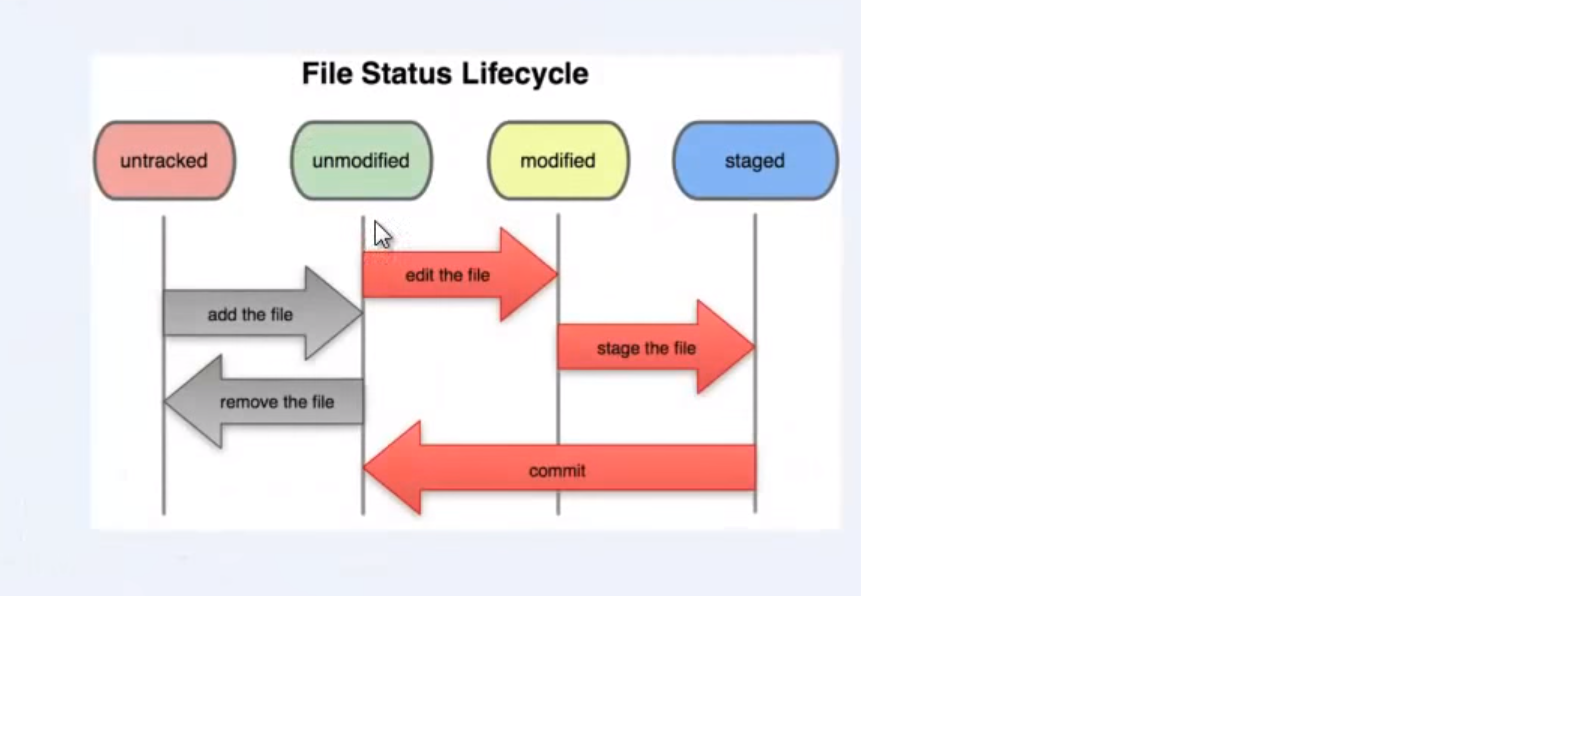 File Status Lifecycle
untracked
unmodified
modified
staged
edit the file
add the file
stage the file
remove the file
commit